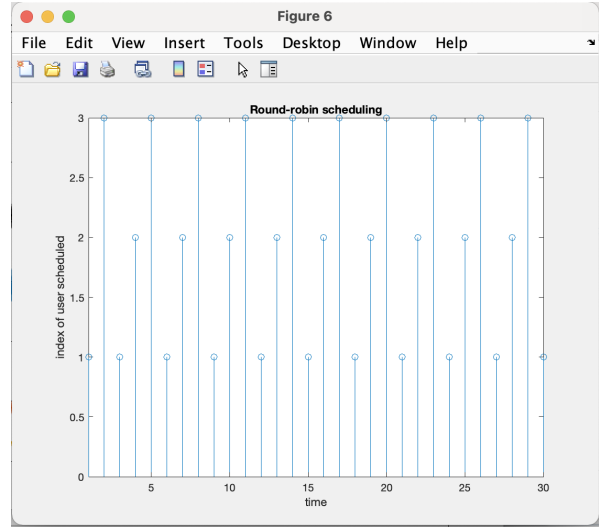 Figure 6
File Edit View Insert Tools Desktop Window Help
Round-robin scheduling
3
2.5
2
1.5
1
0.5
0
index of user scheduled
5 10 15 20 25 30
time